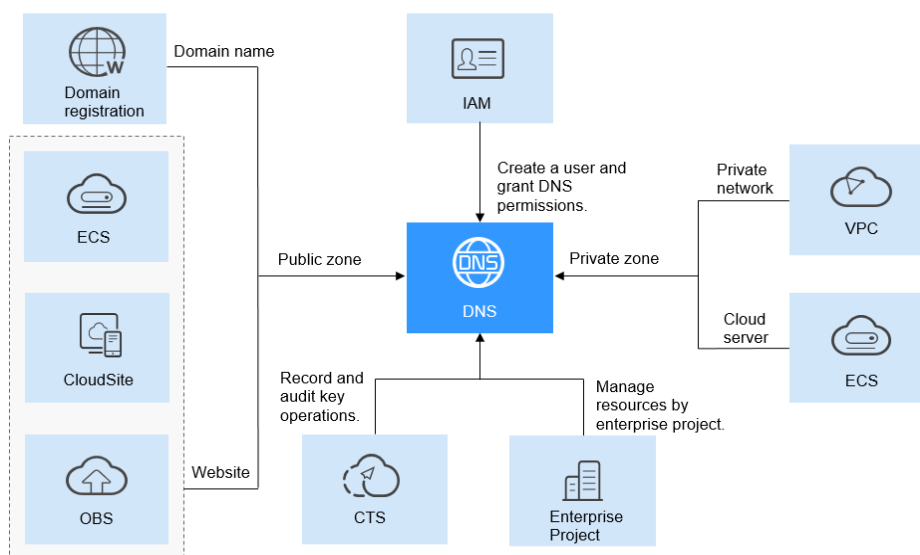 Domain name
W
Domain
registration
IAM
Create a user and
grant DNS
permissions.
Private
network
VPC
ECS
Public zone
DNS
DNS
Private zone
Cloud
server
ECS
CloudSite
Record and
audit key
operations.
Manage
resources by
enterprise project.
Website
OBS
CTS
Enterprise
Project